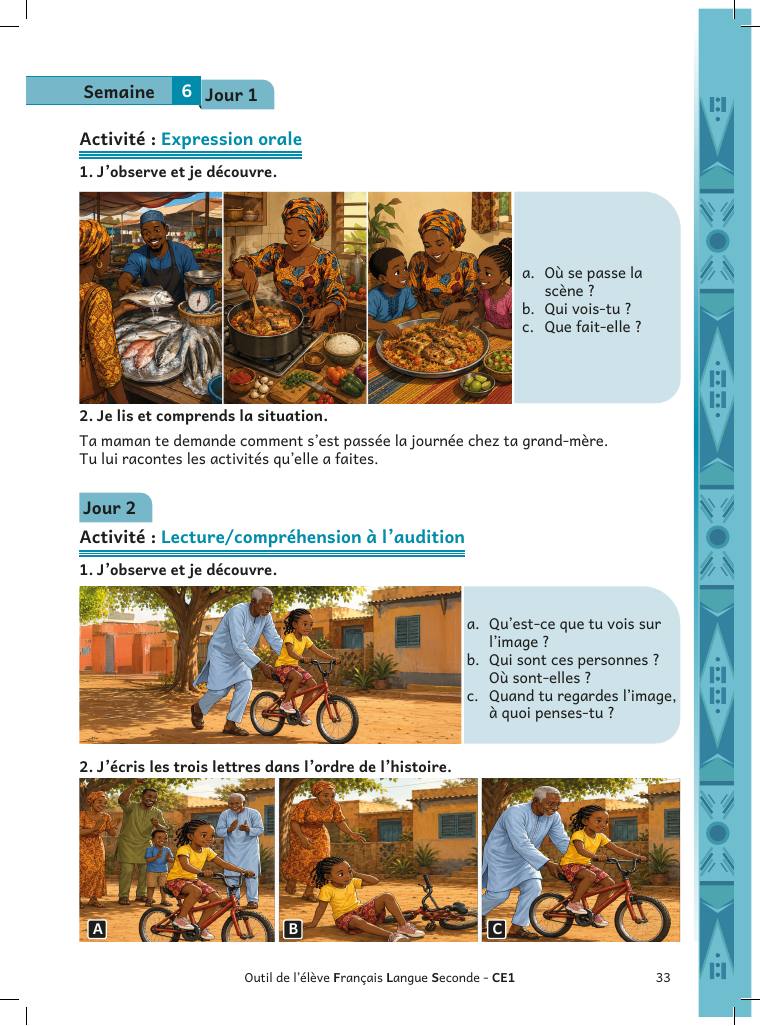 Semaine 6 Jour 1
Activité : Expression orale
1. J’observe et je découvre.
a. Où se passe la
scène ?
b. Qui vois-tu ?
c. Que fait-elle ?
2. Je lis et comprends la situation.
Ta maman te demande comment s’est passée la journée chez ta grand-mère.
Tu lui racontes les activités qu’elle a faites.
Jour 2
Activité : Lecture/compréhension à l’audition
1. J’observe et je découvre.
a. Qu’est-ce que tu vois sur
l’image ?
b. Qui sont ces personnes ?
Où sont-elles ?
c. Quand tu regardes l’image,
à quoi penses-tu ?
2. J’écris les trois lettres dans l’ordre de l’histoire.
A B C
Outil de l’élève Français Langue Seconde - CE1 33